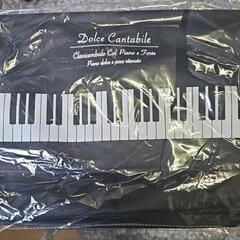 Dolce Cantabile
Clavicembalo Col Piano e Forte
Piano dolce e poco ritenuto